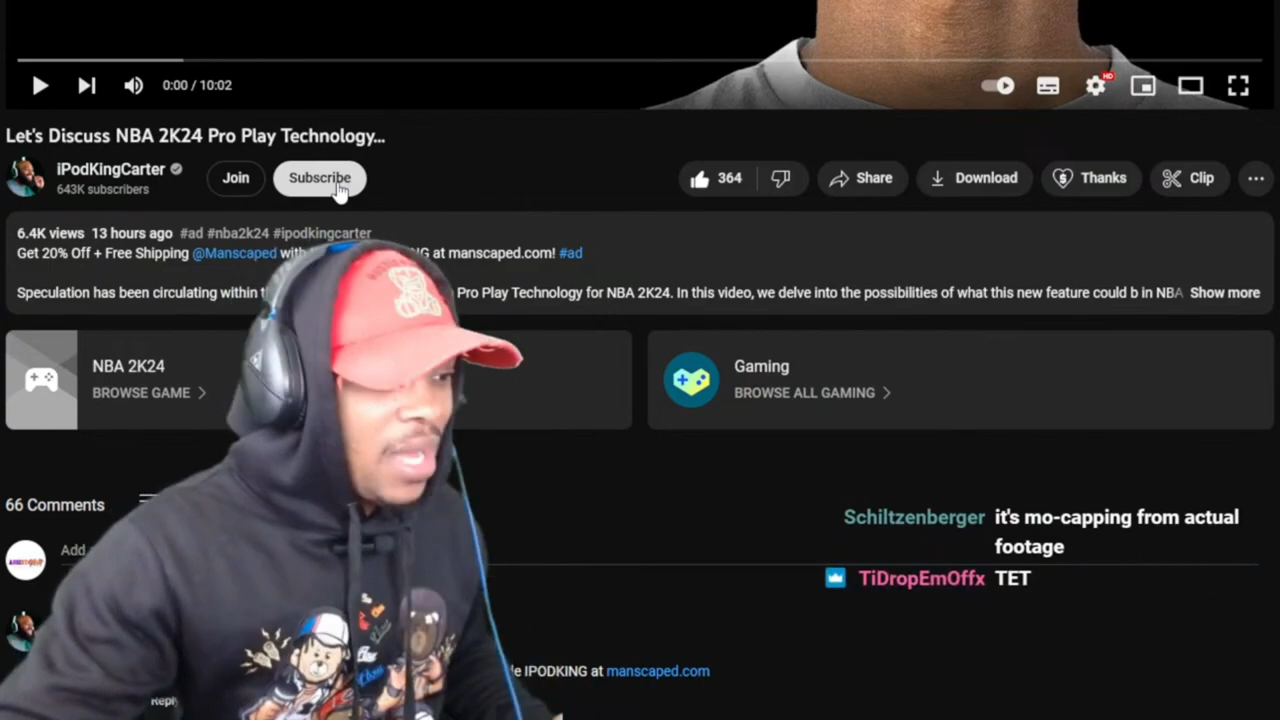 0:00 / 10:02
HD
Let's Discuss NBA 2K24 Pro Play Technology...
iPodKingCarter
643K subscribers
Join
Subscribe
364
Share
Download
Thanks
Clip
6.4K views 13 hours ago #ad #nba2k24 #ipodkingcarter
Get 20% Off + Free Shipping @Manscaped with G at manscaped.com! #ad
Speculation has been circulating within Pro Play Technology for NBA 2K24. In this video, we delve into the possibilities of what this new feature could b in NBA Show more
NBA 2K24
BROWSE GAME
Gaming
BROWSE ALL GAMING
66 Comments
Add
Schiltzenberger it's mo-capping from actual
footage
TiDropEmOffx TET
IPODKING at manscaped.com
Reply